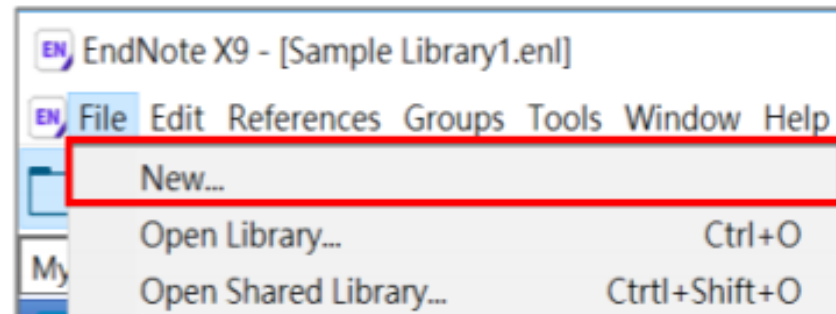 EN EndNote X9 - [Sample Library1.enl]
EN File Edit References Groups Tools Window Help
New...
Open Library... Ctrl+O
My
Open Shared Library... Ctrtl+Shift+O